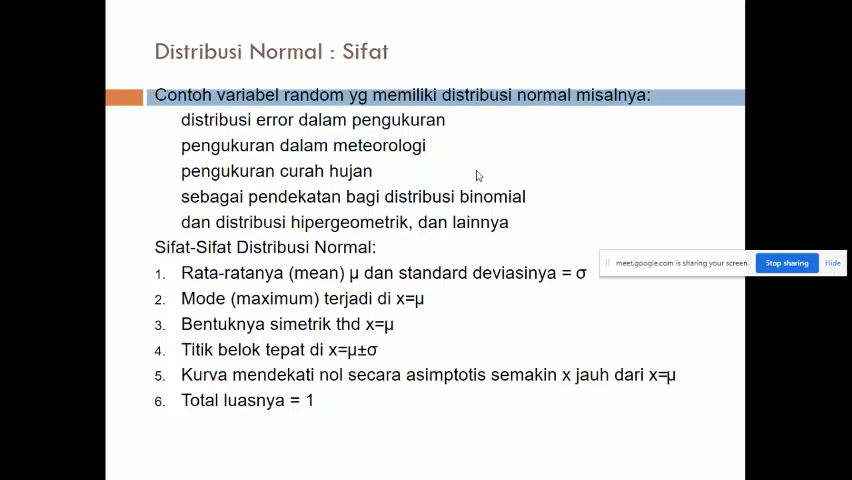 Distribusi Normal : Sifat
Contoh variabel random yg memiliki distribusi normal misalnya:
distribusi error dalam pengukuran
pengukuran dalam meteorologi
pengukuran curah hujan
sebagai pendekatan bagi distribusi binomial
dan distribusi hipergeometrik, dan lainnya
Sifat-Sifat Distribusi Normal:
1. Rata-ratanya (mean) μ dan standard deviasinya = σ
meet.google.com is sharing your screen. Stop sharing Hide
2. Mode (maximum) terjadi di x=μ
3. Bentuknya simetrik thd x=μ
4. Titik belok tepat di x=μ±σ
5. Kurva mendekati nol secara asimptotis semakin x jauh dari x=μ
6. Total luasnya = 1